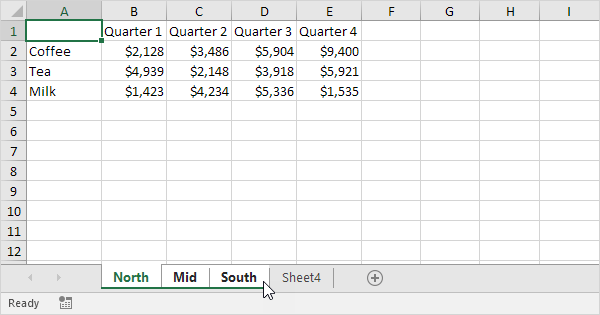 A B C D E F G H I
1 Quarter 1 Quarter 2 Quarter 3 Quarter 4
2 Coffee $2,128 $3,486 $5,904 $9,400
3 Tea $4,939 $2,148 $3,918 $5,921
4 Milk $1,423 $4,234 $5,336 $1,535
5
6
7
8
9
10
11
12
North Mid South Sheet4
Ready